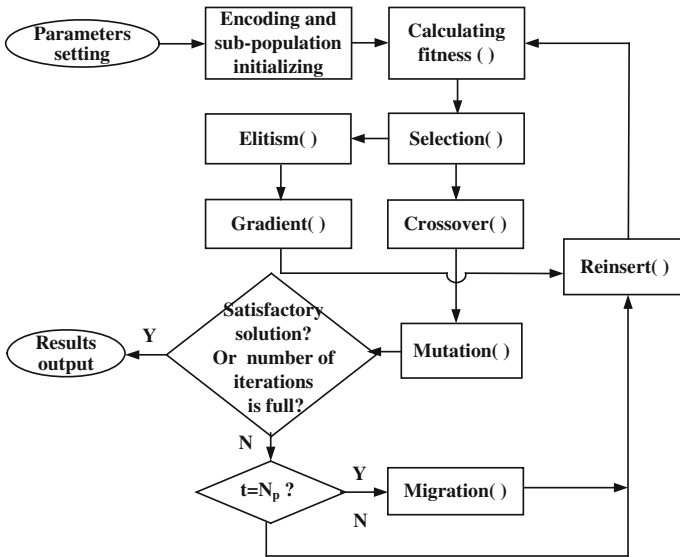 Parameters
setting
Encoding and
sub-population
initializing
Calculating
fitness ( )
Elitism( )
Selection( )
Gradient( )
Crossover( )
Reinsert( )
Satisfactory
solution?
Or number of
iterations
is full?
Y
Results
output
Mutation( )
N
t=Np ?
Y
N
Migration( )